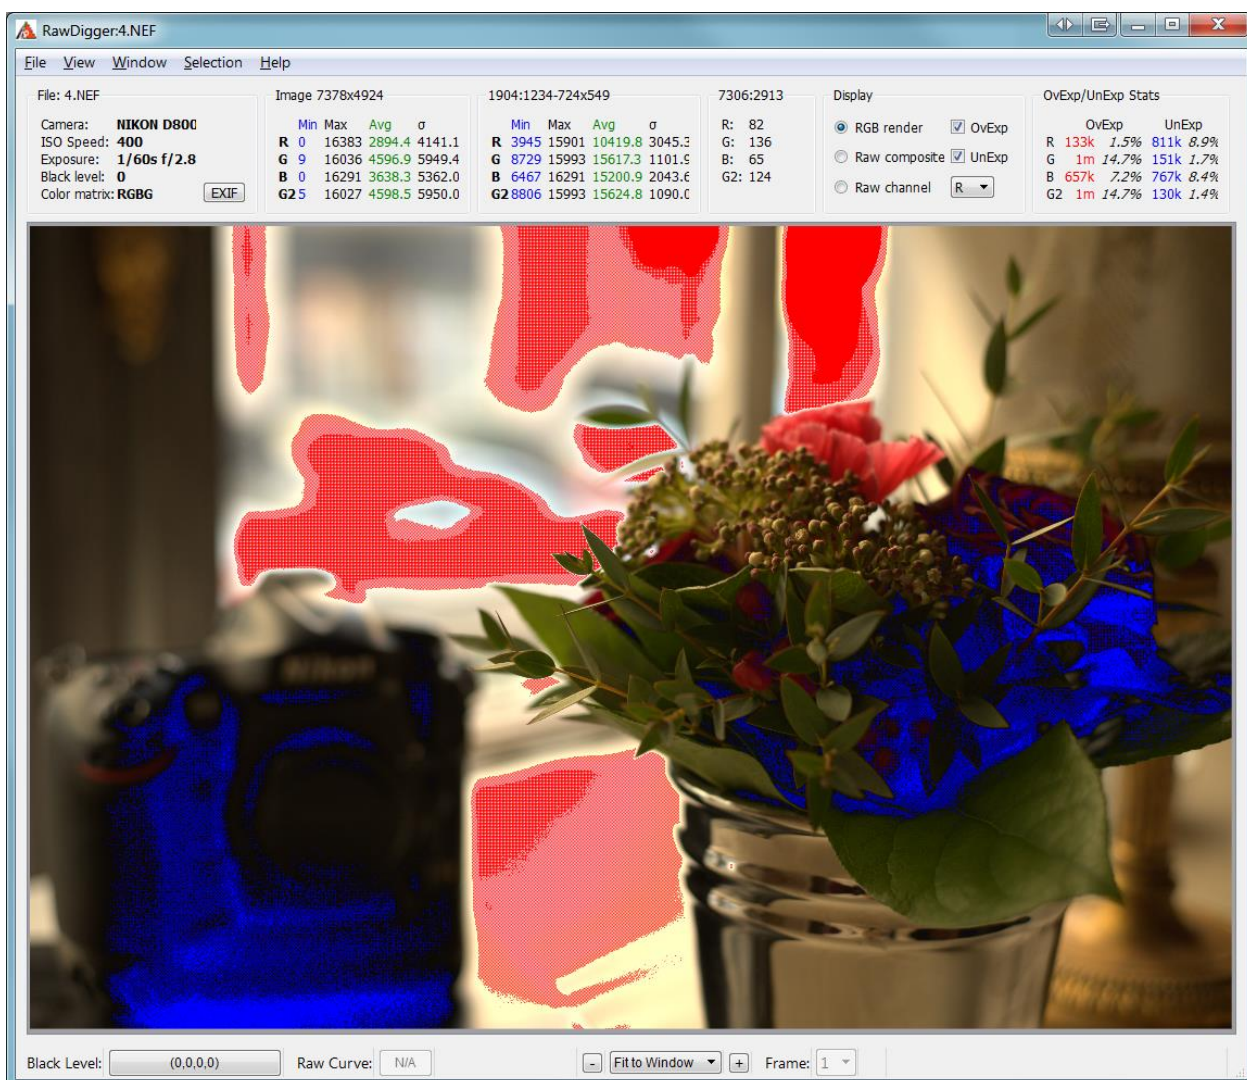 RawDigger:4.NEF
File View Window Selection Help
File: 4.NEF
Camera: NIKON D800
ISO Speed: 400
Exposure: 1/60s f/2.8
Black level: 0
Color matrix: RGBG EXIF
Image 7378x4924
Min Max Avg σ
R 0 16383 2894.4 4141.1
G 9 16036 4596.9 5949.4
B 0 16291 3638.3 5362.0
G2 5 16027 4598.5 5950.0
1904:1234-724x549
Min Max Avg σ
R 3945 15901 10419.8 3045.3
G 8729 15993 15617.3 1101.9
B 6467 16291 15200.9 2043.6
G2 8806 15993 15624.8 1090.0
7306:2913
R: 82
G: 136
B: 65
G2: 124
Display
RGB render OvExp
Raw composite UnExp
Raw channel R
OvExp/UnExp Stats
OvExp UnExp
R 133k 1.5% 811k 8.9%
G 1m 14.7% 151k 1.7%
B 657k 7.2% 767k 8.4%
G2 1m 14.7% 130k 1.4%
Nikon
Black Level: (0,0,0,0) Raw Curve: N/A - Fit to Window + Frame: 1